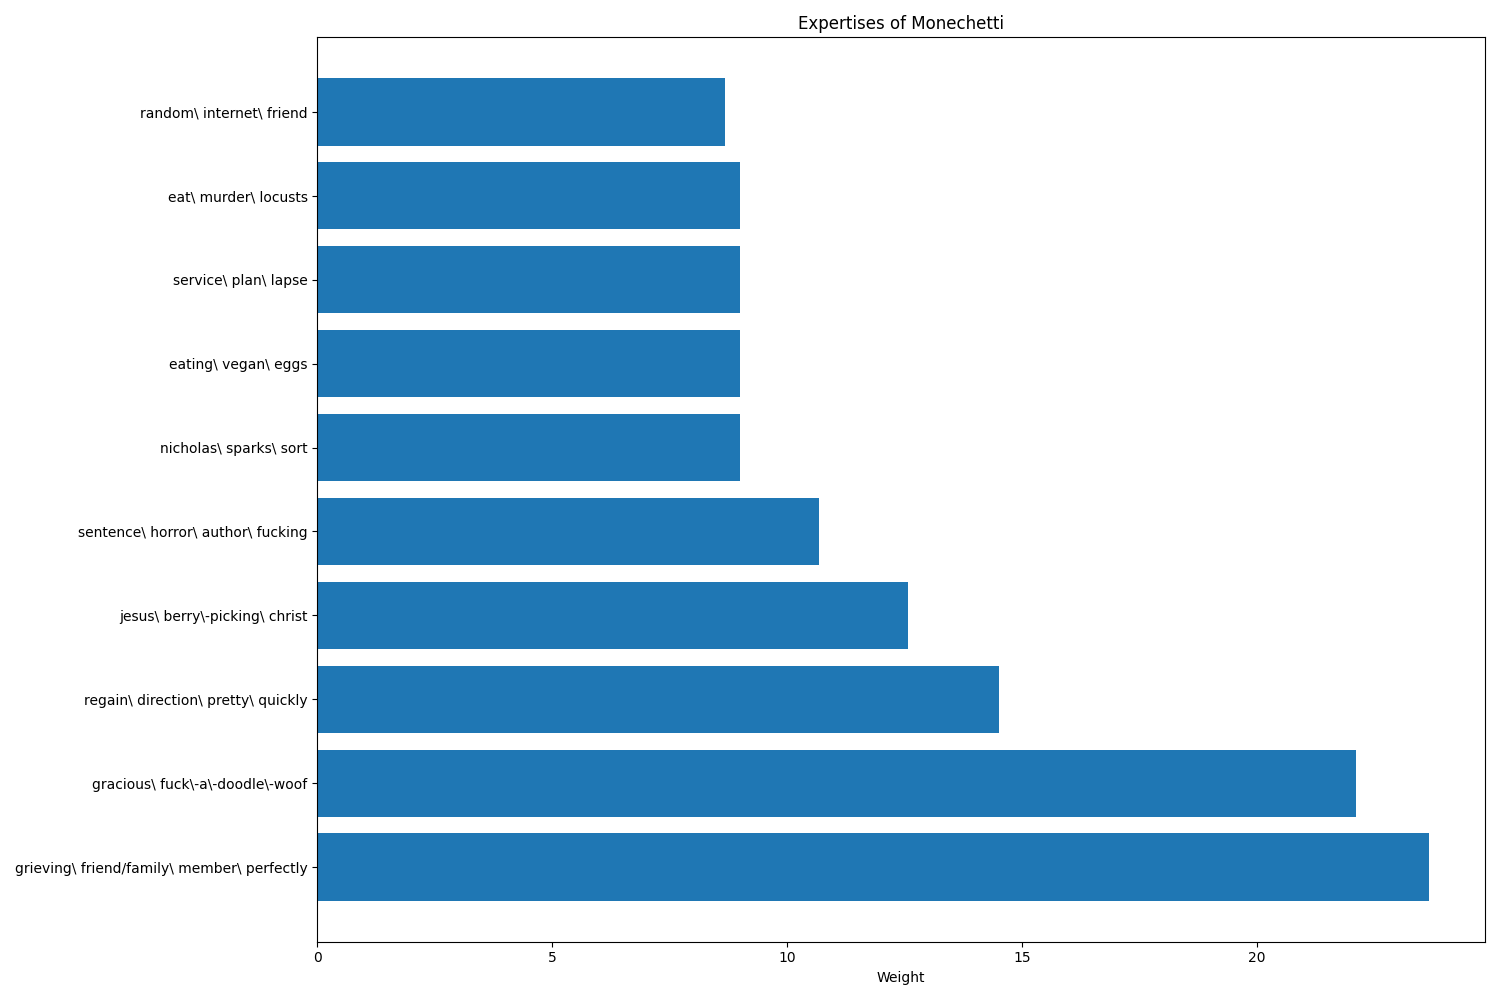 Expertises of Monechetti
random\ internet\ friend
eat\ murder\ locusts
service\ plan\ lapse
eating\ vegan\ eggs
nicholas\ sparks\ sort
sentence\ horror\ author\ fucking
jesus\ berry\-picking\ christ
regain\ direction\ pretty\ quickly
gracious\ fuck\-a\-doodle\-woof
grieving\ friend/family\ member\ perfectly
0 5 10 15 20
Weight